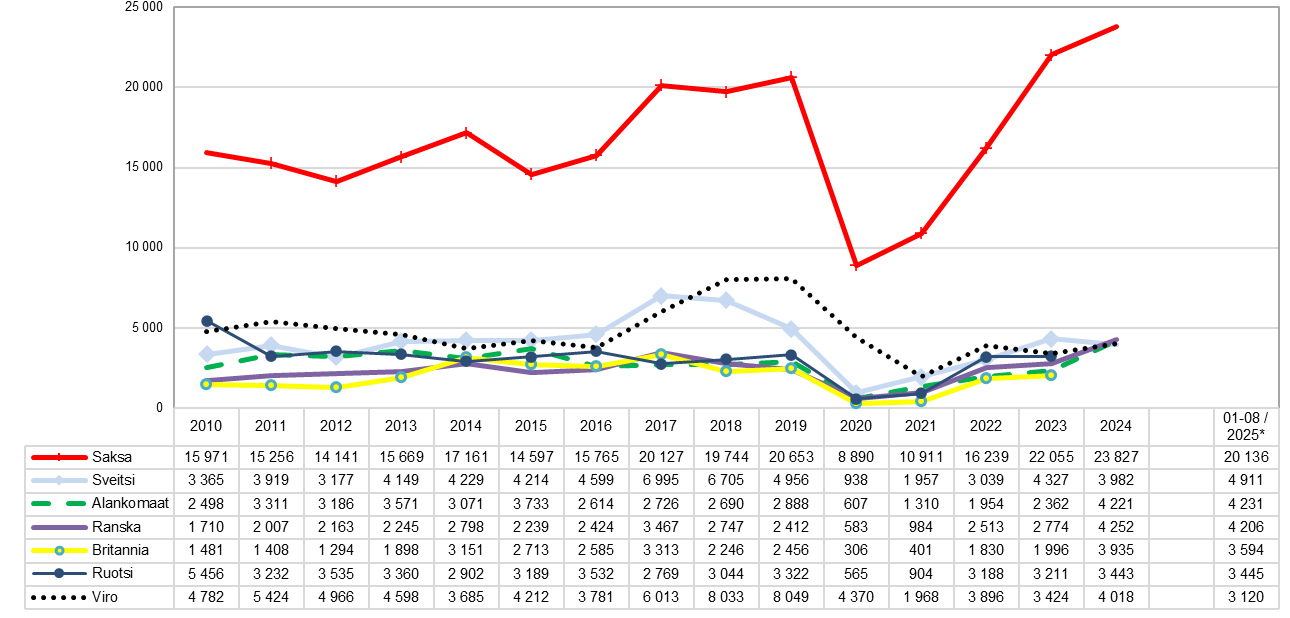 25 000
20 000
15 000
10 000
5 000
0
2010 2011 2012 2013 2014 2015 2016 2017 2018 2019 2020 2021 2022 2023 2024 01-08 /
2025*
Saksa 15 971 15 256 14 141 15 669 17 161 14 597 15 765 20 127 19 744 20 653 8 890 10 911 16 239 22 055 23 827 20 136
Sveitsi 3 365 3 919 3 177 4 149 4 229 4 214 4 599 6 995 6 705 4 956 938 1 957 3 039 4 327 3 982 4 911
Alankomaat 2 498 3 311 3 186 3 571 3 071 3 733 2 614 2 726 2 690 2 888 607 1 310 1 954 2 362 4 221 4 231
Ranska 1 710 2 007 2 163 2 245 2 798 2 239 2 424 3 467 2 747 2 412 583 984 2 513 2 774 4 252 4 206
Britannia 1 481 1 408 1 294 1 898 3 151 2 713 2 585 3 313 2 246 2 456 306 401 1 830 1 996 3 935 3 594
Ruotsi 5 456 3 232 3 535 3 360 2 902 3 189 3 532 2 769 3 044 3 322 565 904 3 188 3 211 3 443 3 445
Viro 4 782 5 424 4 966 4 598 3 685 4 212 3 781 6 013 8 033 8 049 4 370 1 968 3 896 3 424 4 018 3 120